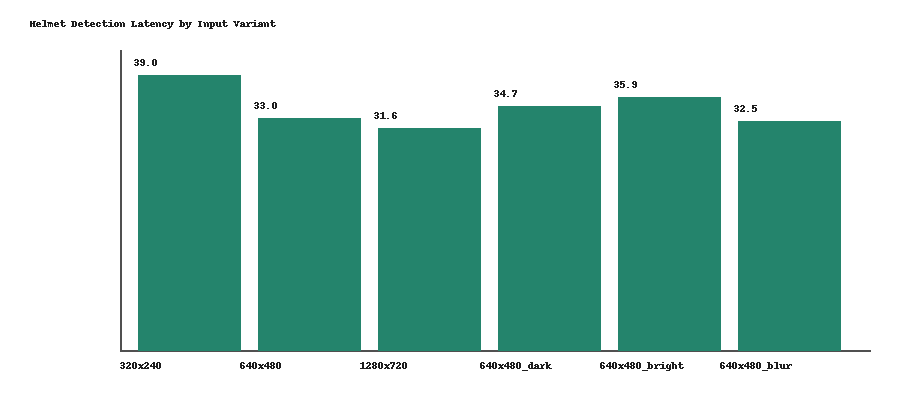 Helmet Detection Latency by Input Variant
39.0
33.0
31.6
34.7
35.9
32.5
320x240
640x480
1280x720
640x480_dark
640x480_bright
640x480_blur